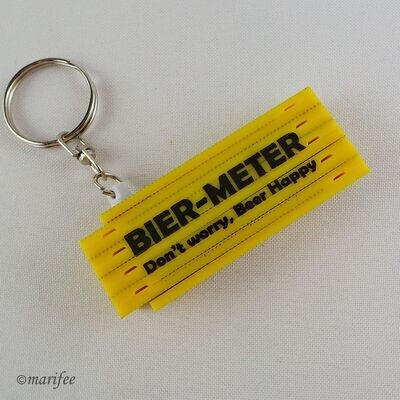 BIER-METER
Don't worry, Beer Happy
©marifee